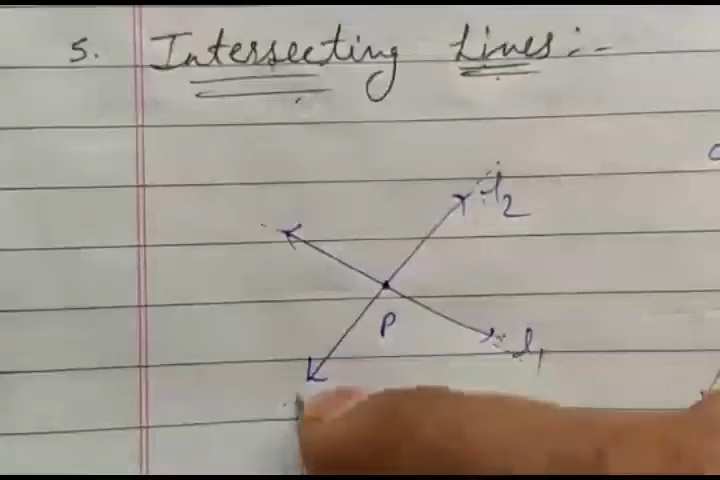 5. Intersecting Lines :-
l2
P
l1